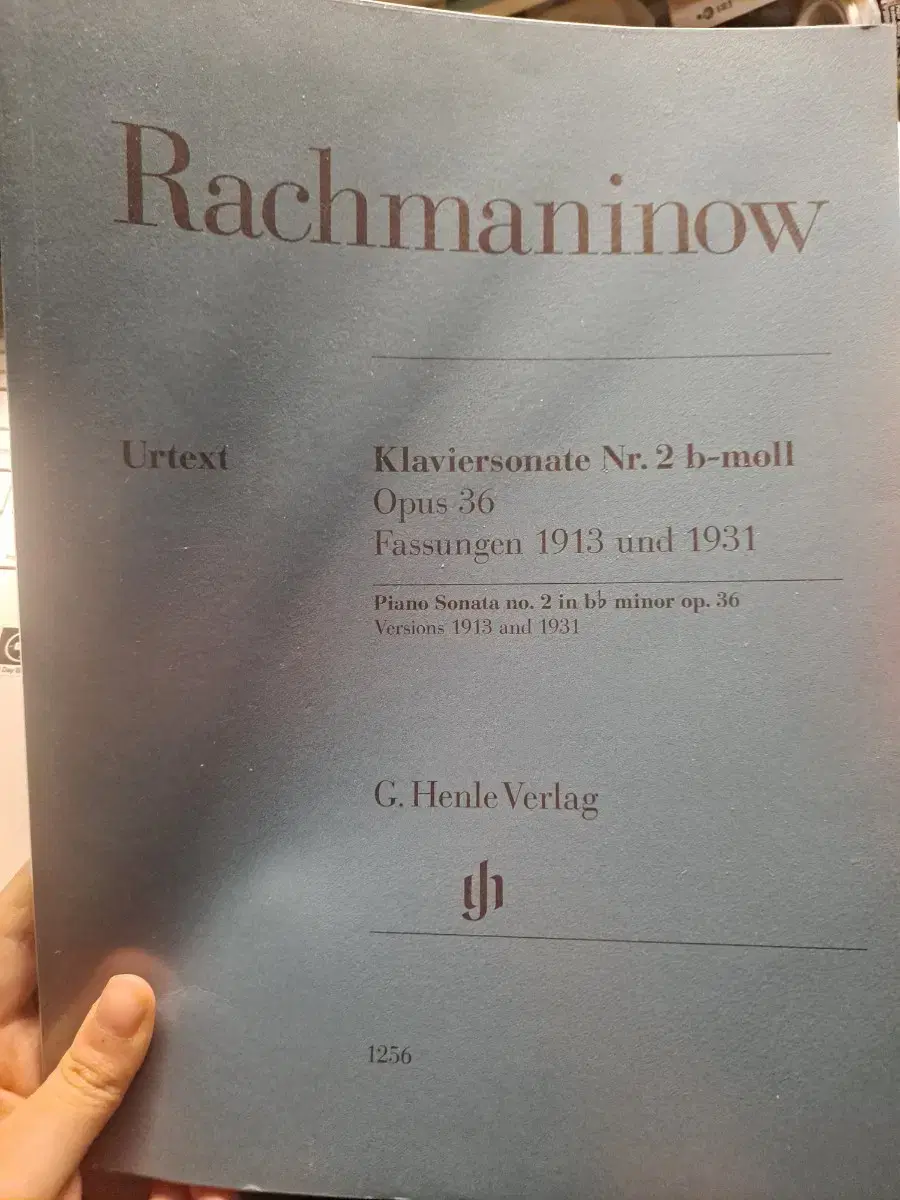 Rachmaninow
Urtext
Klaviersonate Nr. 2 b-moll
Opus 36
Fassungen 1913 und 1931
Piano Sonata no. 2 in b♭ minor op. 36
Versions 1913 and 1931
G. Henle Verlag
1256